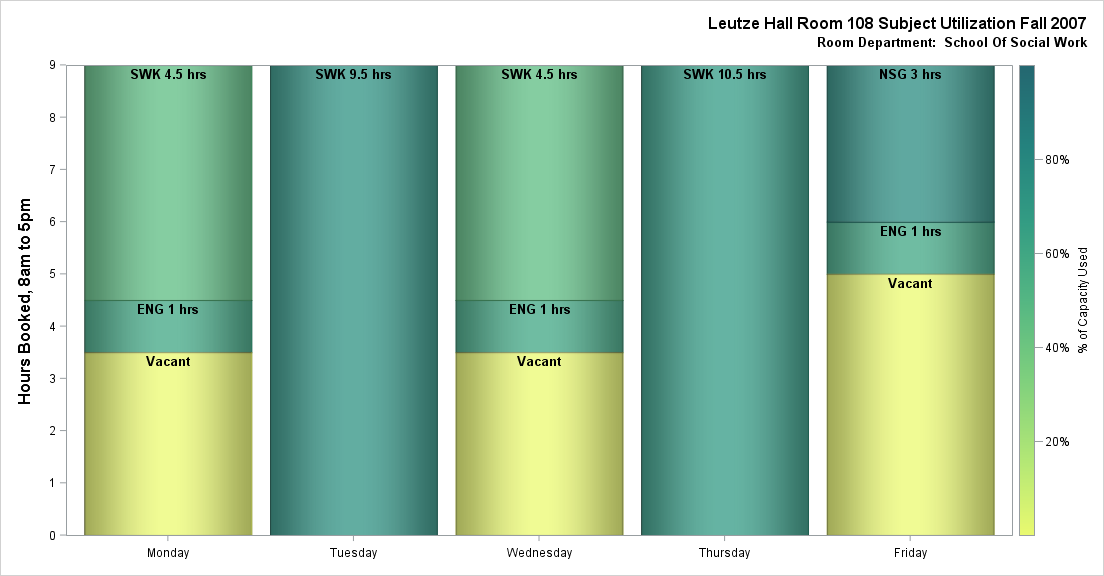 Leutze Hall Room 108 Subject Utilization Fall 2007
Room Department: School Of Social Work
Hours Booked, 8am to 5pm
9
8
7
6
5
4
3
2
1
0
SWK 4.5 hrs
ENG 1 hrs
Vacant
SWK 9.5 hrs
SWK 4.5 hrs
ENG 1 hrs
Vacant
SWK 10.5 hrs
NSG 3 hrs
ENG 1 hrs
Vacant
Monday
Tuesday
Wednesday
Thursday
Friday
80%
60%
40%
20%
% of Capacity Used